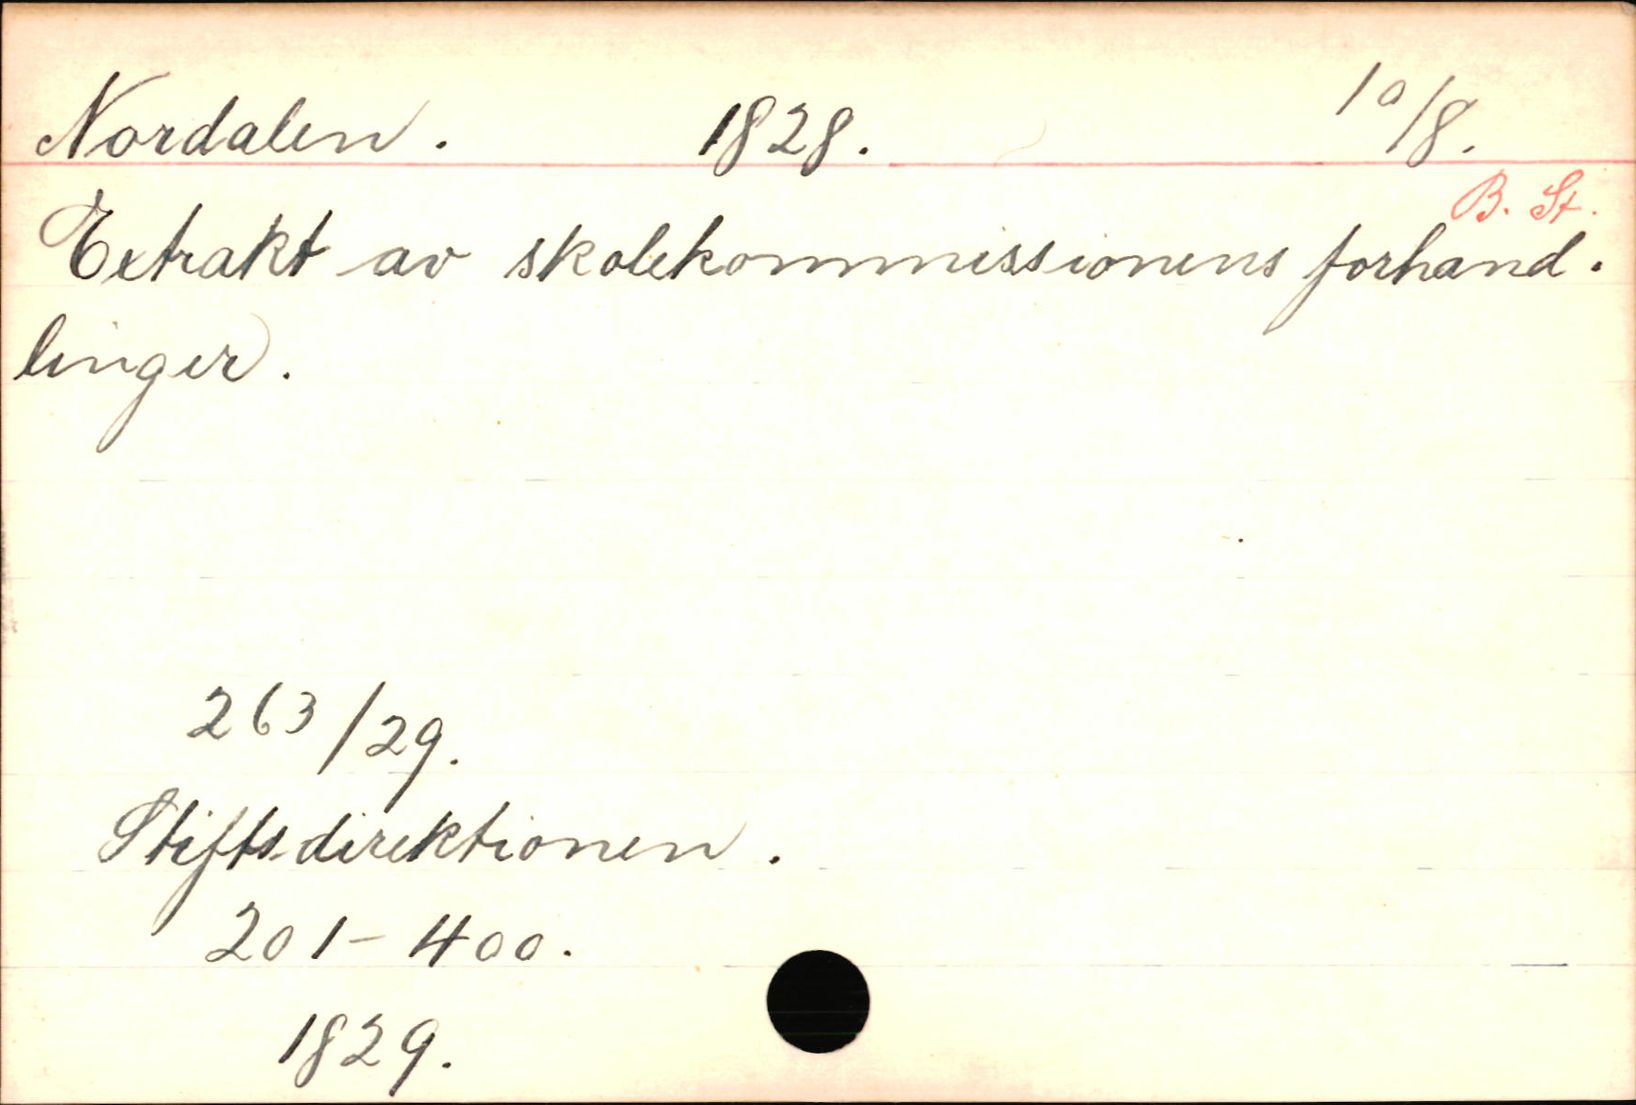 Nordalen. 1828. 10/8.
B. St.
Extrakt av skolekommissionens forhand-
linger.
263/29.
Stiftsdirektionen.
201-400.
1829.